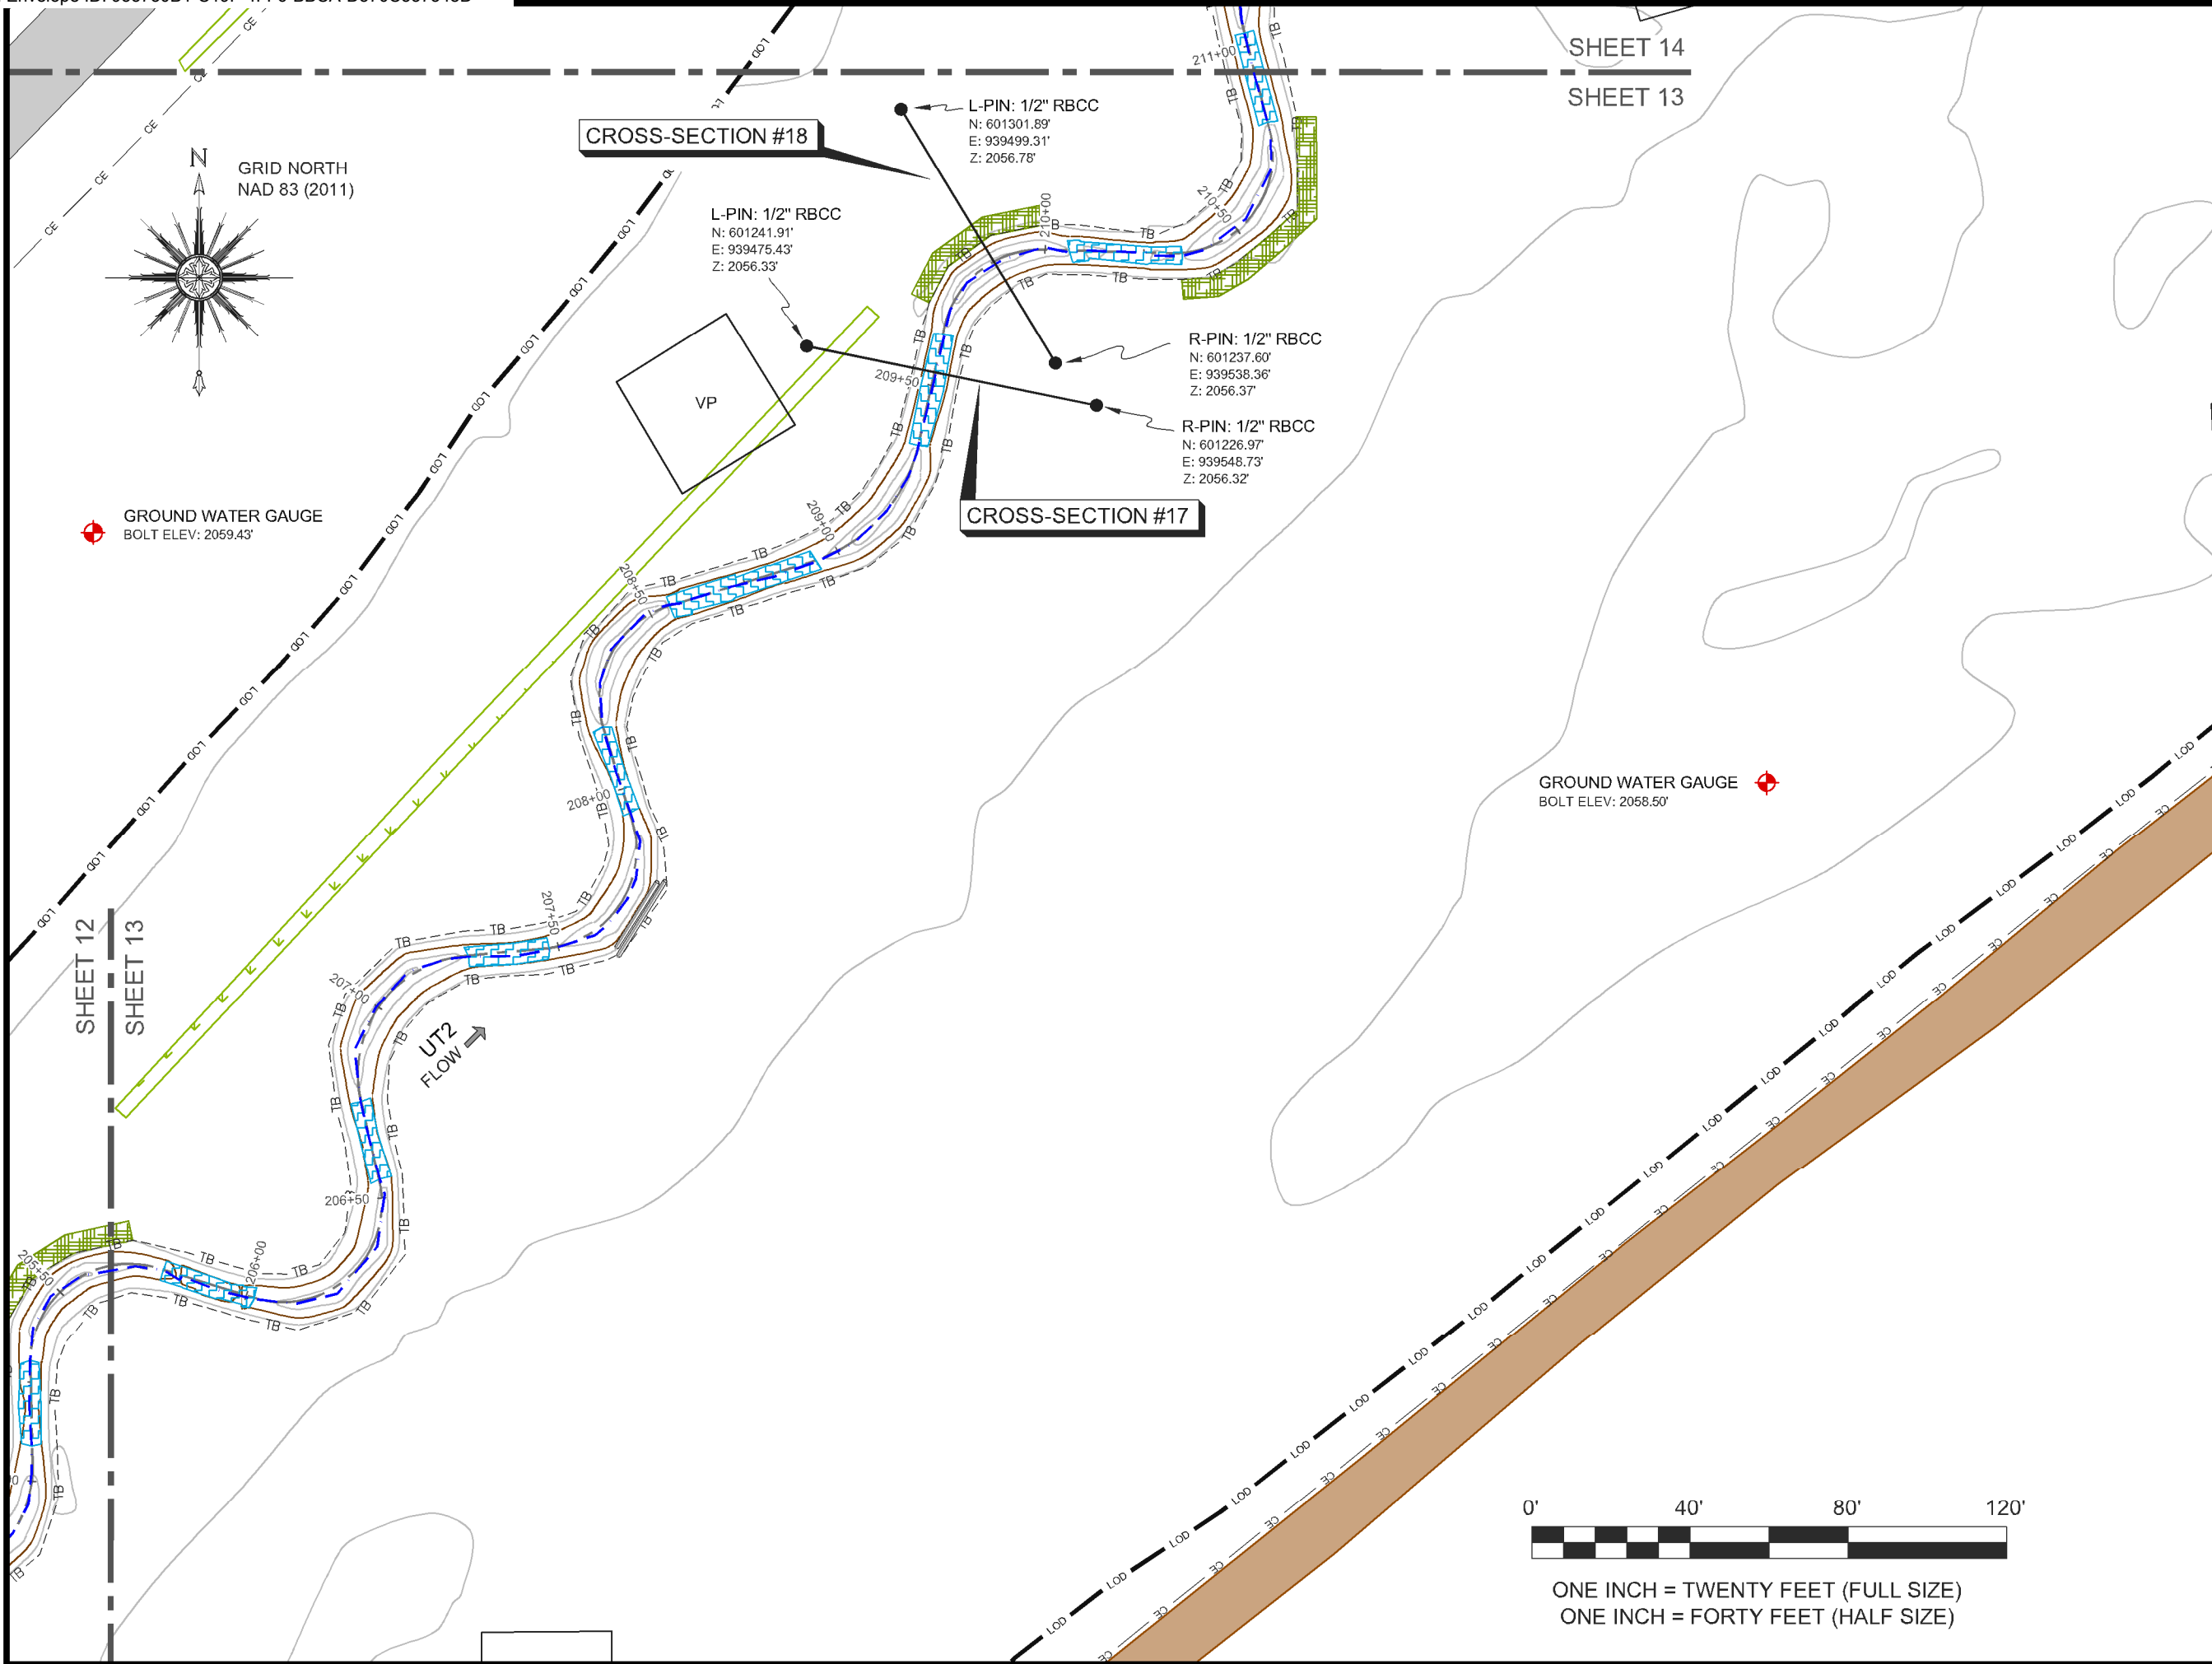 SHEET 14
SHEET 13
211+00
L-PIN: 1/2" RBCC
N: 601301.89'
E: 939499.31'
Z: 2056.78'
CROSS-SECTION #18
N
GRID NORTH
NAD 83 (2011)
L-PIN: 1/2" RBCC
N: 601241.91'
E: 939475.43'
Z: 2056.33'
210+00
210+50
R-PIN: 1/2" RBCC
N: 601237.60'
E: 939538.36'
Z: 2056.37'
209+50
VP
R-PIN: 1/2" RBCC
N: 601226.97'
E: 939548.73'
Z: 2056.32'
CROSS-SECTION #17
GROUND WATER GAUGE
BOLT ELEV: 2059.43'
209+00
208+50
GROUND WATER GAUGE
BOLT ELEV: 2058.50'
208+00
207+50
SHEET 12
SHEET 13
207+00
UT2
FLOW
206+50
206+00
205+50
TB
LOD
CE
0' 40' 80' 120'
ONE INCH = TWENTY FEET (FULL SIZE)
ONE INCH = FORTY FEET (HALF SIZE)